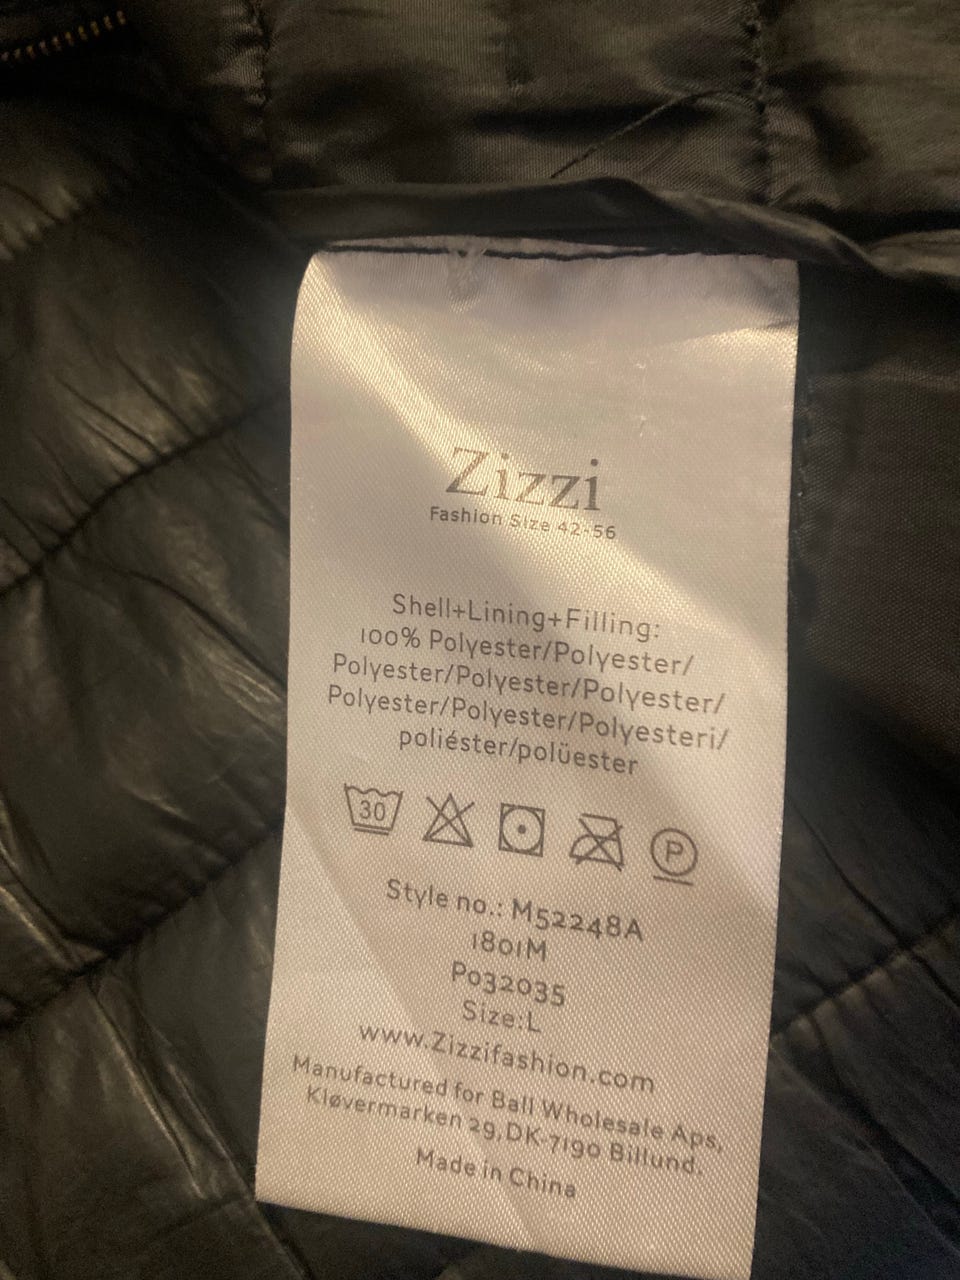 Zizzi
Fashion Size 42-56
Shell+Lining+Filling:
100% Polyester/Polyester/
Polyester/Polyester/Polyester/
Polyester/Polyester/Polyesteri/
poliéster/polüester
30
P
Style no.: M52248A
1801M
P032035
Size:L
www.Zizzifashion.com
Manufactured for Ball Wholesale Aps,
Kløvermarken 29,DK-7190 Billund.
Made in China